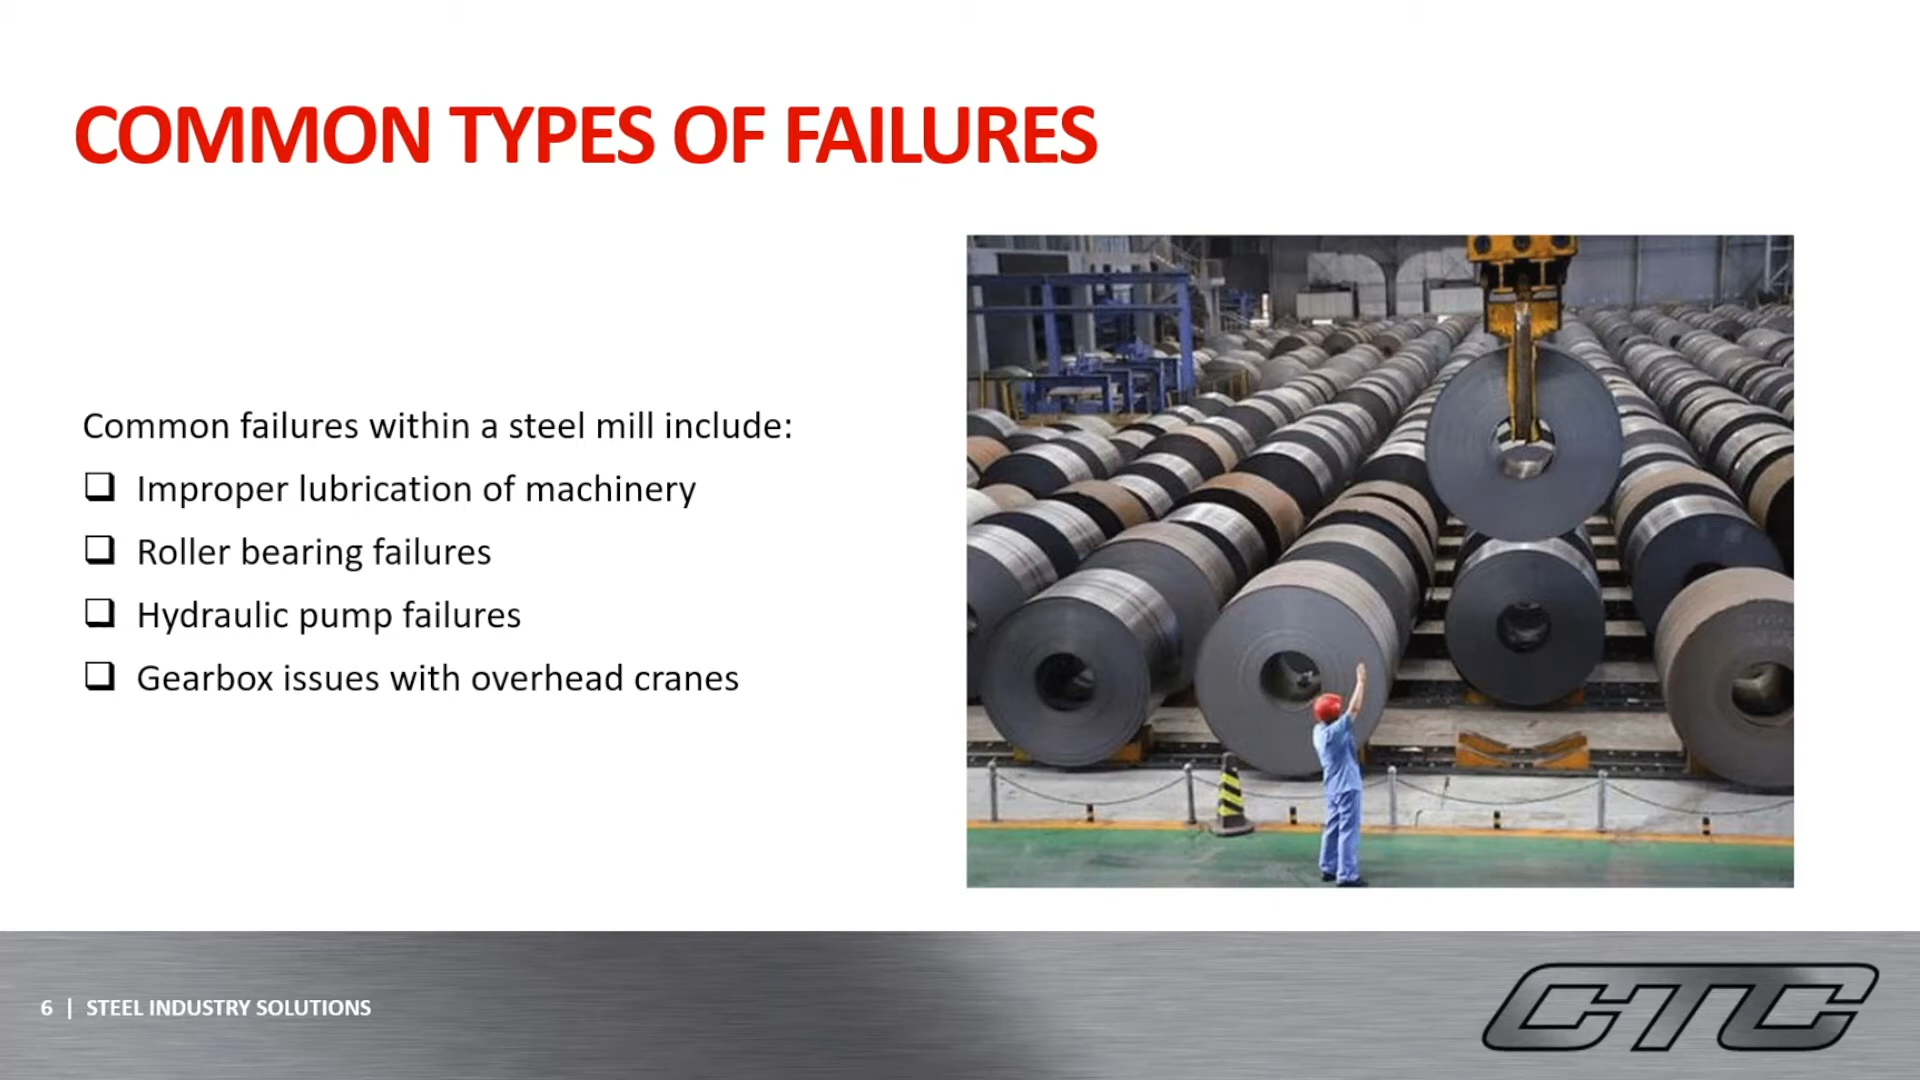 COMMON TYPES OF FAILURES
Common failures within a steel mill include:
Improper lubrication of machinery
Roller bearing failures
Hydraulic pump failures
Gearbox issues with overhead cranes
6 | STEEL INDUSTRY SOLUTIONS
CTC